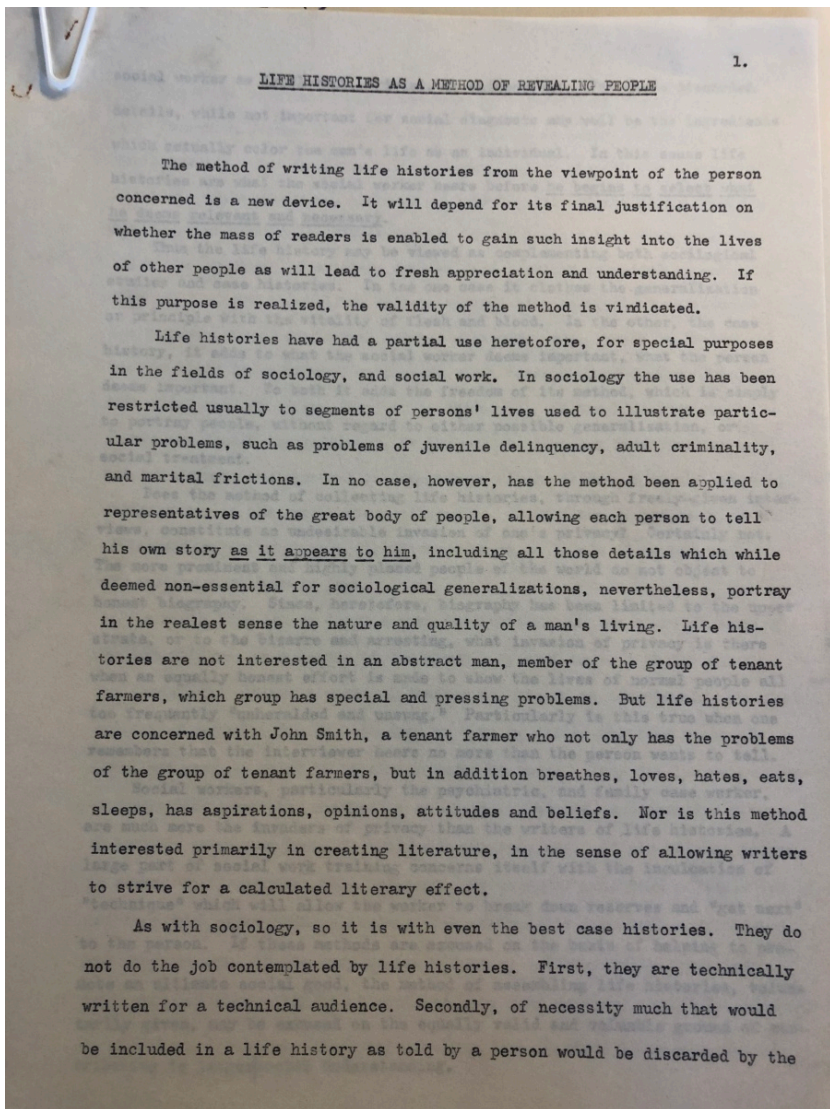 1.
LIFE HISTORIES AS A METHOD OF REVEALING PEOPLE
The method of writing life histories from the viewpoint of the person
concerned is a new device. It will depend for its final justification on
whether the mass of readers is enabled to gain such insight into the lives
of other people as will lead to fresh appreciation and understanding. If
this purpose is realized, the validity of the method is vindicated.
Life histories have had a partial use heretofore, for special purposes
in the fields of sociology, and social work. In sociology the use has been
restricted usually to segments of persons' lives used to illustrate partic-
ular problems, such as problems of juvenile delinquency, adult criminality,
and marital frictions. In no case, however, has the method been applied to
representatives of the great body of people, allowing each person to tell
his own story as it appears to him, including all those details which while
deemed non-essential for sociological generalizations, nevertheless, portray
in the realest sense the nature and quality of a man's living. Life his-
tories are not interested in an abstract man, member of the group of tenant
farmers, which group has special and pressing problems. But life histories
are concerned with John Smith, a tenant farmer who not only has the problems
of the group of tenant farmers, but in addition breathes, loves, hates, eats,
sleeps, has aspirations, opinions, attitudes and beliefs. Nor is this method
interested primarily in creating literature, in the sense of allowing writers
to strive for a calculated literary effect.
As with sociology, so it is with even the best case histories. They do
not do the job contemplated by life histories. First, they are technically
written for a technical audience. Secondly, of necessity much that would
be included in a life history as told by a person would be discarded by the